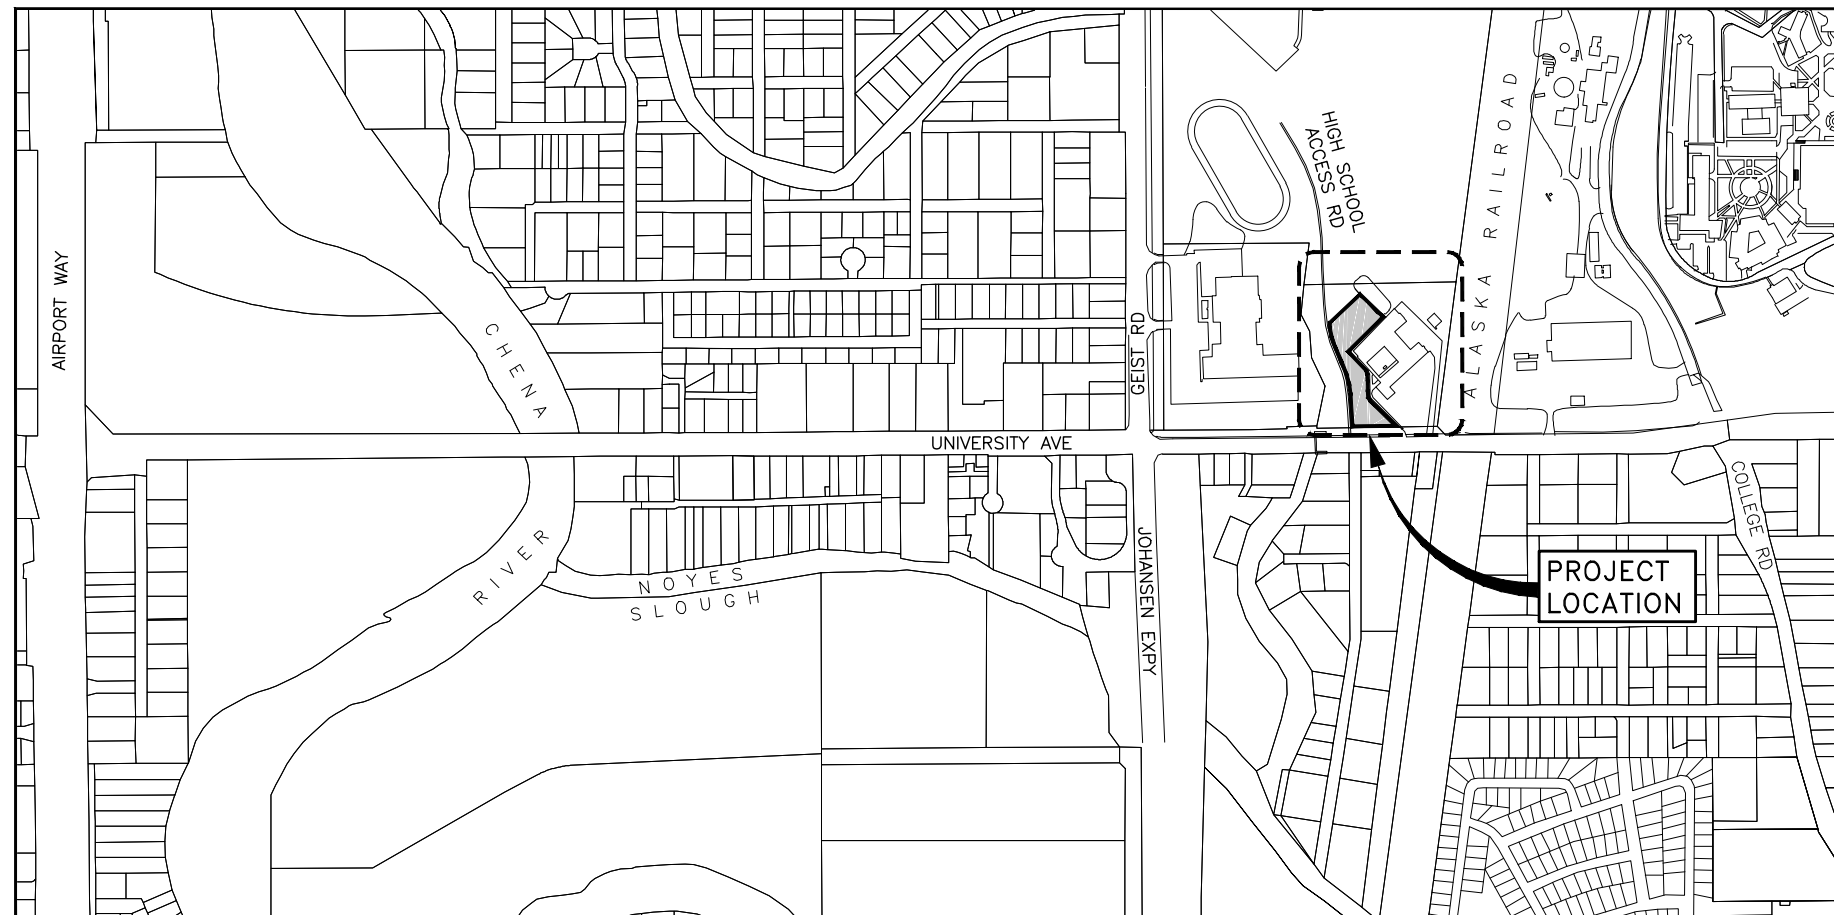 HIGH SCHOOL
ACCESS RD
ALASKA RAILROAD
AIRPORT WAY
CHENA
GEIST RD
UNIVERSITY AVE
COLLEGE RD
RIVER
NOYES
SLOUGH
JOHANSEN EXPY
PROJECT
LOCATION